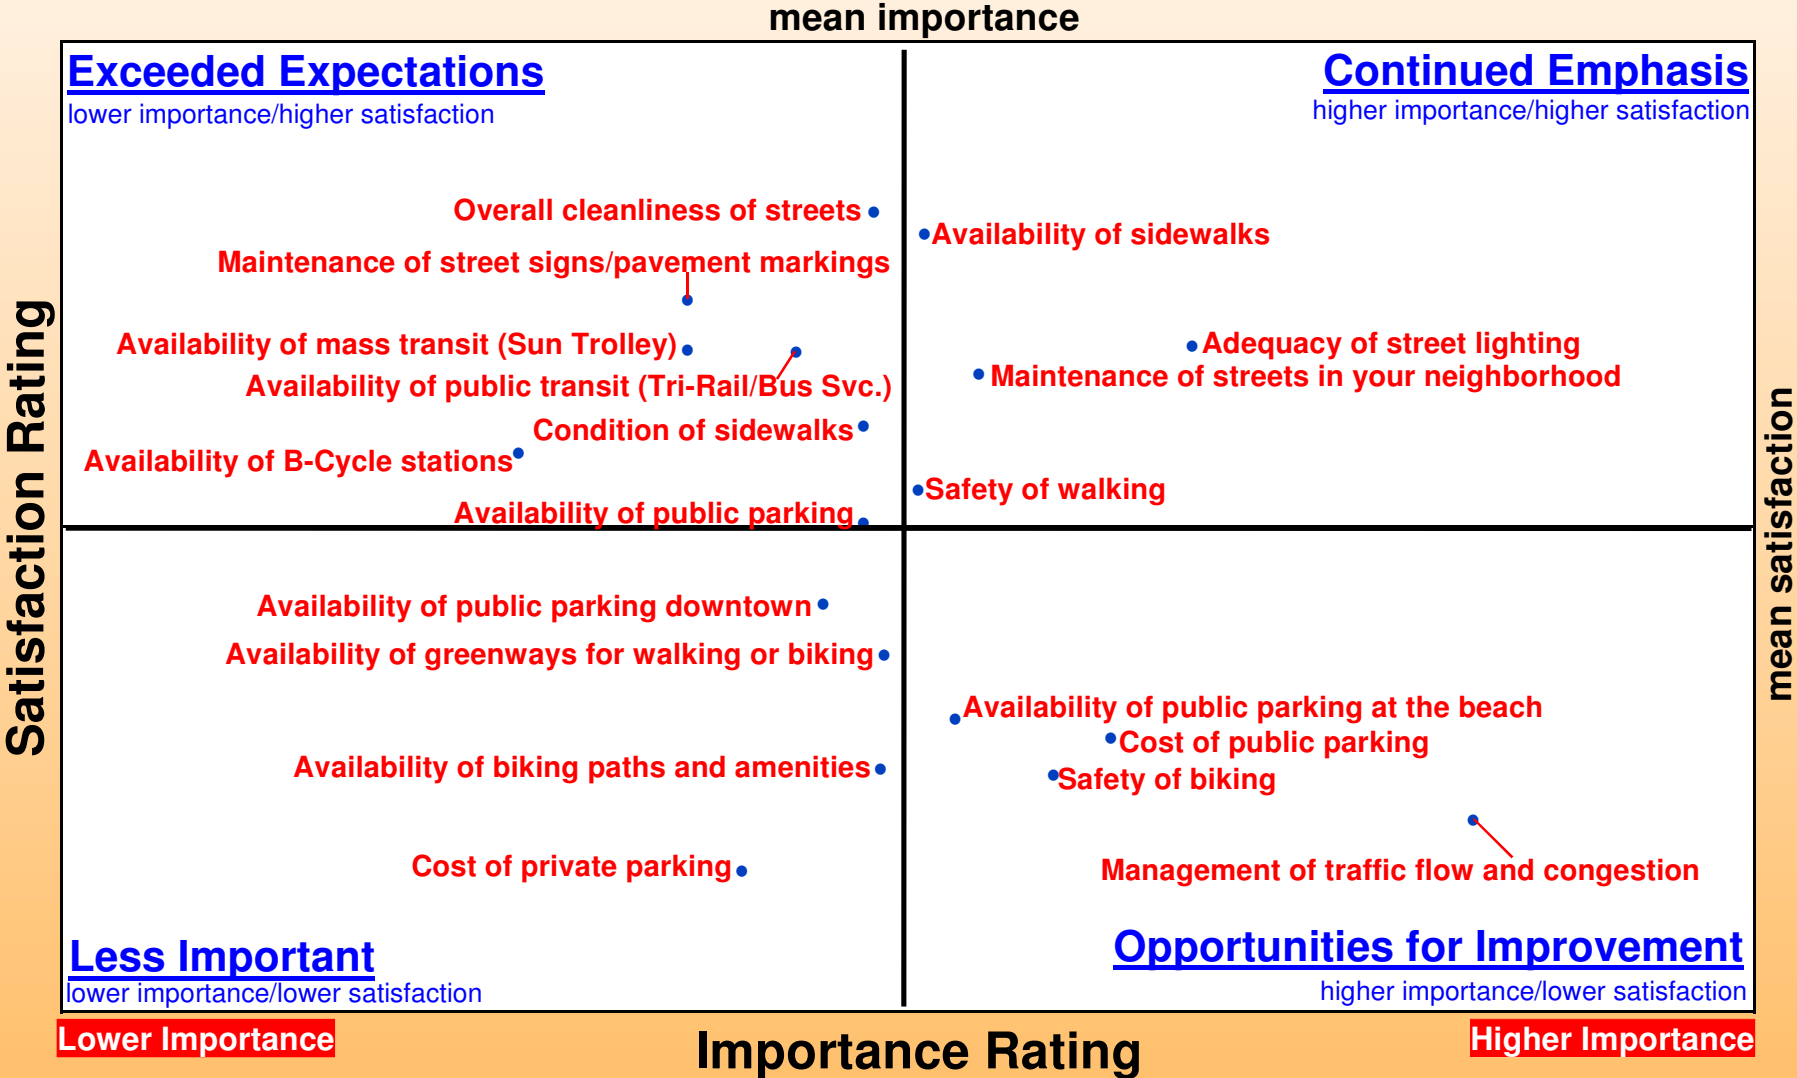 mean importance
Exceeded Expectations
lower importance/higher satisfaction
Continued Emphasis
higher importance/higher satisfaction
Overall cleanliness of streets
Availability of sidewalks
Maintenance of street signs/pavement markings
Availability of mass transit (Sun Trolley)
Adequacy of street lighting
Availability of public transit (Tri-Rail/Bus Svc.)
Maintenance of streets in your neighborhood
Condition of sidewalks
Availability of B-Cycle stations
Safety of walking
Availability of public parking
Satisfaction Rating
mean satisfaction
Availability of public parking downtown
Availability of greenways for walking or biking
Availability of public parking at the beach
Cost of public parking
Availability of biking paths and amenities
Safety of biking
Cost of private parking
Management of traffic flow and congestion
Less Important
lower importance/lower satisfaction
Opportunities for Improvement
higher importance/lower satisfaction
Lower Importance
Importance Rating
Higher Importance